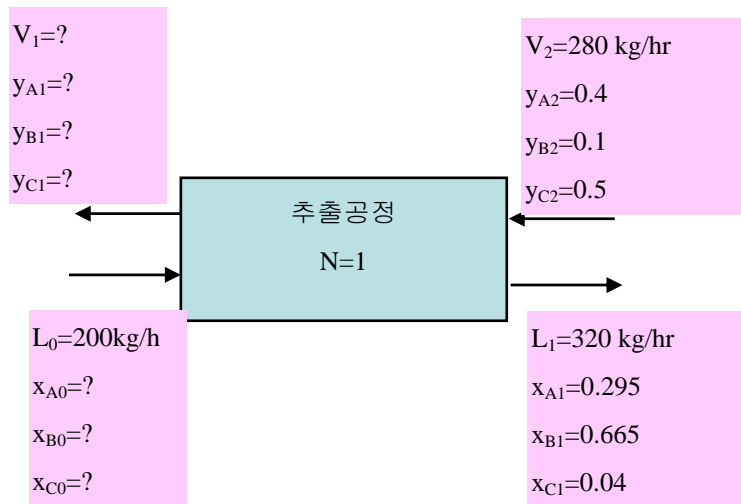 V₁=?
y_A1=?
y_B1=?
y_C1=?
V₂=280 kg/hr
y_A2=0.4
y_B2=0.1
y_C2=0.5
추출공정
N=1
L₀=200kg/h
x_A0=?
x_B0=?
x_C0=?
L₁=320 kg/hr
x_A1=0.295
x_B1=0.665
x_C1=0.04